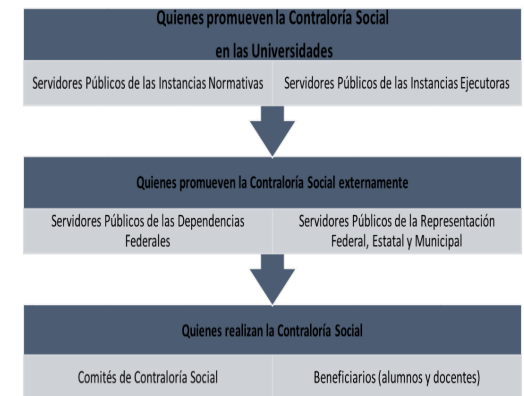 Quienes promueven la Contraloría Social
en las Universidades
Servidores Públicos de las Instancias Normativas
Servidores Públicos de las Instancias Ejecutoras
Quienes promueven la Contraloría Social externamente
Servidores Públicos de las Dependencias
Federales
Servidores Públicos de la Representación
Federal, Estatal y Municipal
Quienes realizan la Contraloría Social
Comités de Contraloría Social
Beneficiarios (alumnos y docentes)